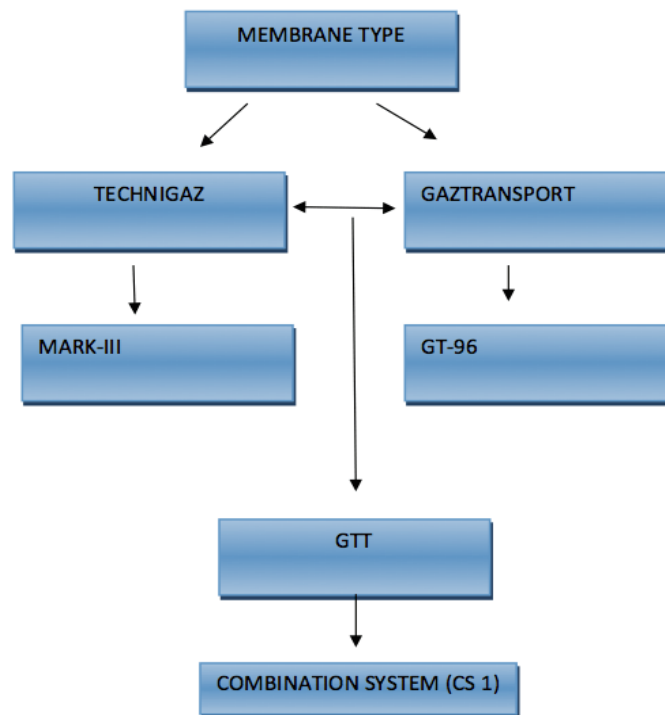 MEMBRANE TYPE
TECHNIGAZ
GAZTRANSPORT
MARK-III
GT-96
GTT
COMBINATION SYSTEM (CS 1)